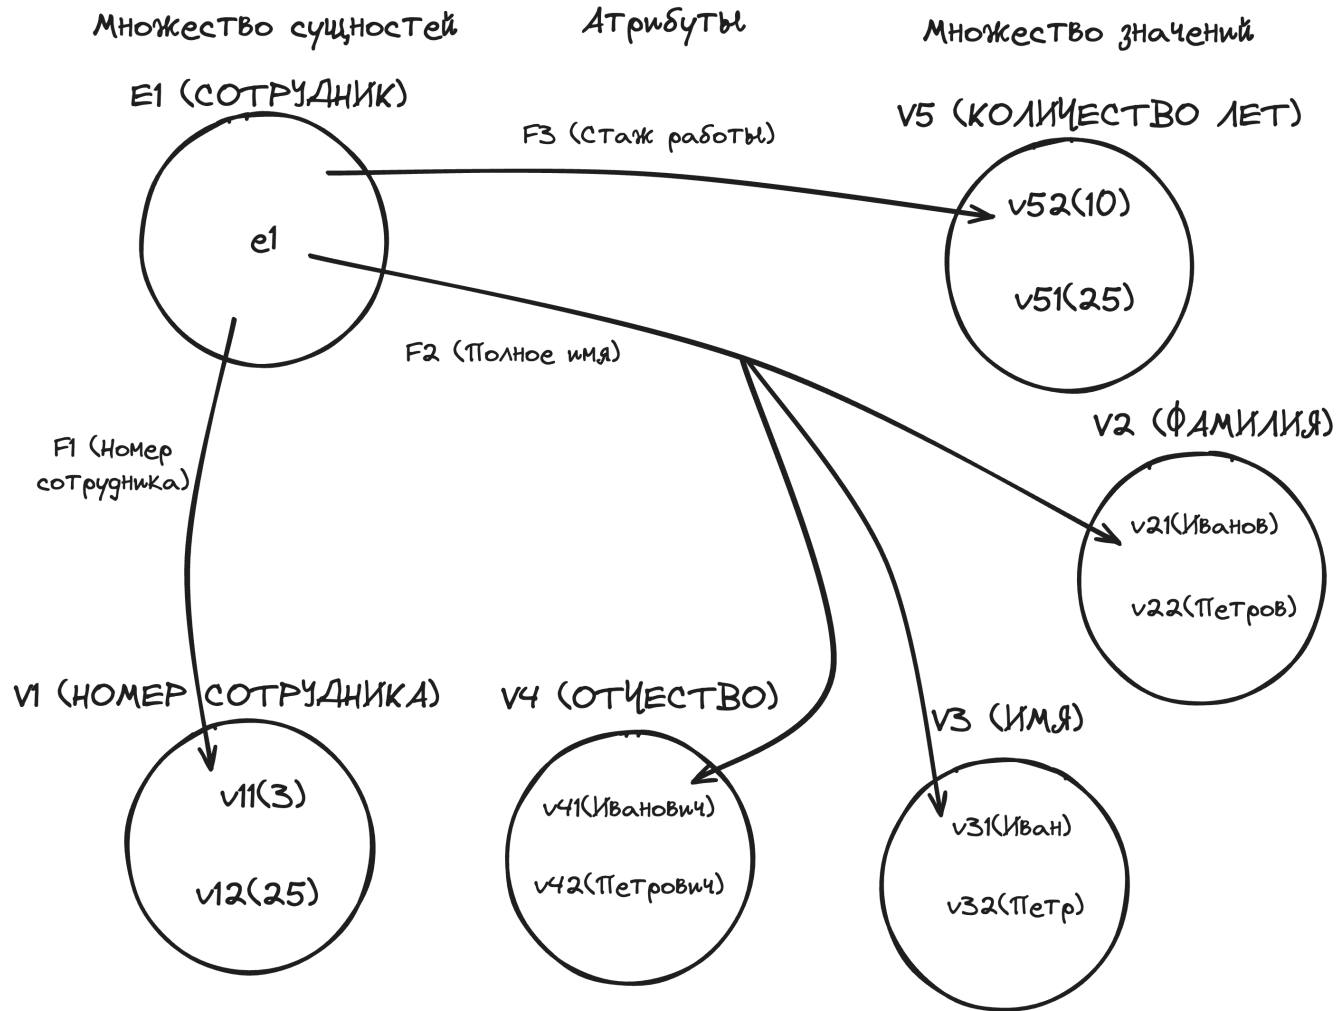 Множество сущностей
Атрибуты
Множество значений
E1 (СОТРУДНИК)
V5 (КОЛИЧЕСТВО ЛЕТ)
F3 (Стаж работы)
v52(10)
e1
v51(25)
F2 (Полное имя)
V2 (ФАМИЛИЯ)
F1 (Номер
сотрудника)
v21(Иванов)
v22(Петров)
V1 (НОМЕР СОТРУДНИКА)
V4 (ОТЧЕСТВО)
V3 (ИМЯ)
v11(3)
v41(Иванович)
v31(Иван)
v12(25)
v42(Петрович)
v32(Петр)